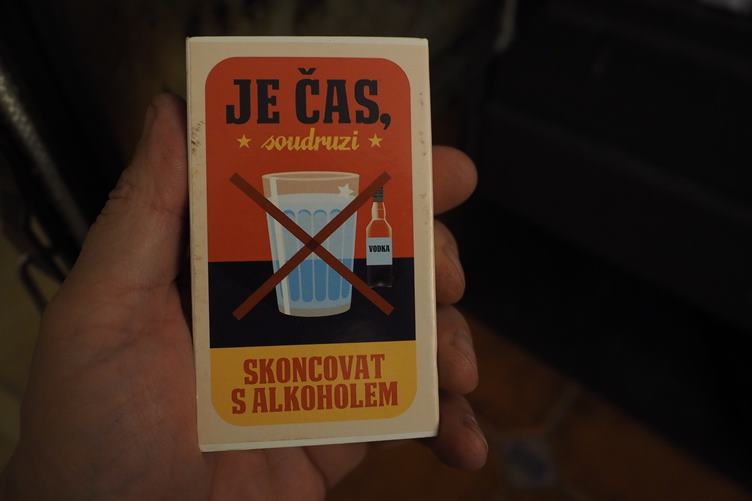 JE ČAS,
soudruzi
VODKA
SKONCOVAT
S ALKOHOLEM